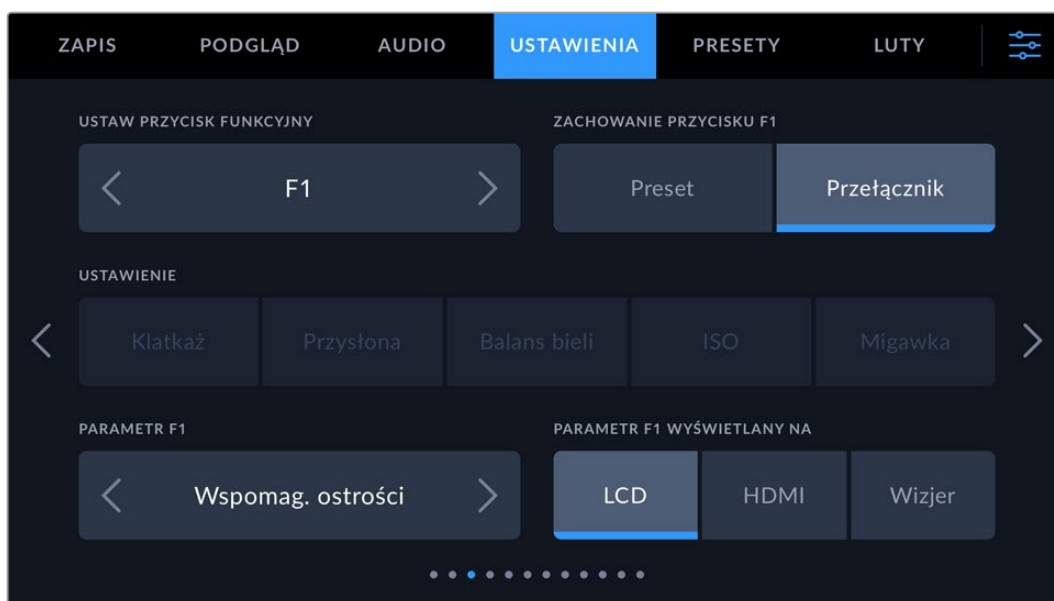 ZAPIS PODGLĄD AUDIO USTAWIENIA PRESETY LUTY
USTAW PRZYCISK FUNKCYJNY ZACHOWANIE PRZYCISKU F1
F1 Preset Przełącznik
USTAWIENIE
Klatkaż Przysłona Balans bieli ISO Migawka
PARAMETR F1 PARAMETR F1 WYŚWIETLANY NA
Wspomag. ostrości LCD HDMI Wizjer